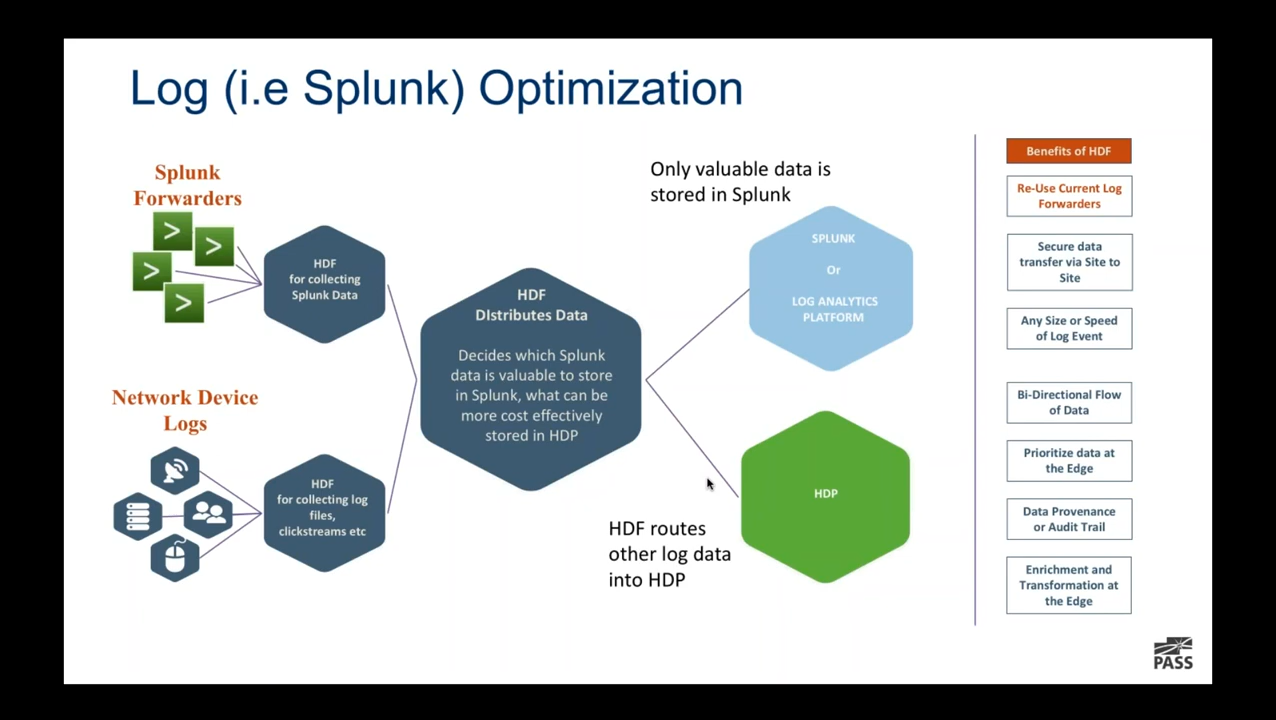 Log (i.e Splunk) Optimization
Splunk
Forwarders
>
>
>
>
HDF
for collecting
Splunk Data
Network Device
Logs
HDF
for collecting log
files,
clickstreams etc
HDF
DIstributes Data
Decides which Splunk
data is valuable to store
in Splunk, what can be
more cost effectively
stored in HDP
Only valuable data is
stored in Splunk
SPLUNK
Or
LOG ANALYTICS
PLATFORM
HDP
HDF routes
other log data
into HDP
Benefits of HDF
Re-Use Current Log
Forwarders
Secure data
transfer via Site to
Site
Any Size or Speed
of Log Event
Bi-Directional Flow
of Data
Prioritize data at
the Edge
Data Provenance
or Audit Trail
Enrichment and
Transformation at
the Edge
PASS